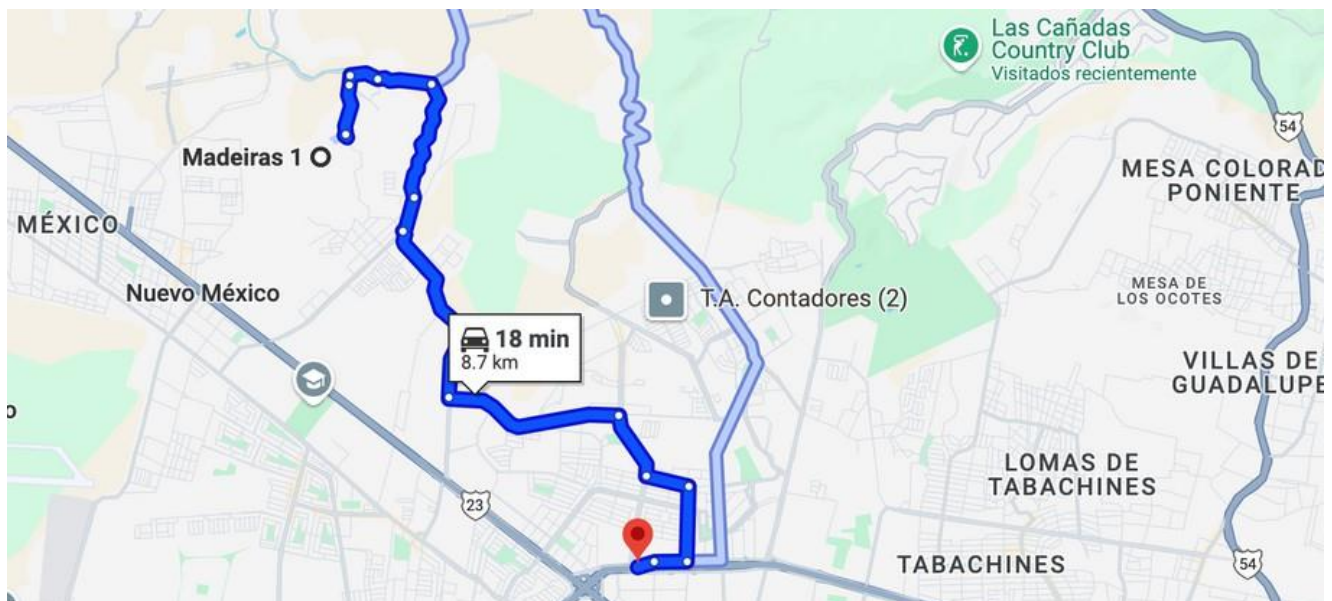 Las Cañadas
Country Club
Visitados recientemente
54
Madeiras 1
MESA COLORAD
PONIENTE
MÉXICO
Nuevo México
T.A. Contadores (2)
MESA DE
LOS OCOTES
18 min
8.7 km
VILLAS DE
GUADALUPE
o
LOMAS DE
TABACHINES
23
TABACHINES
54